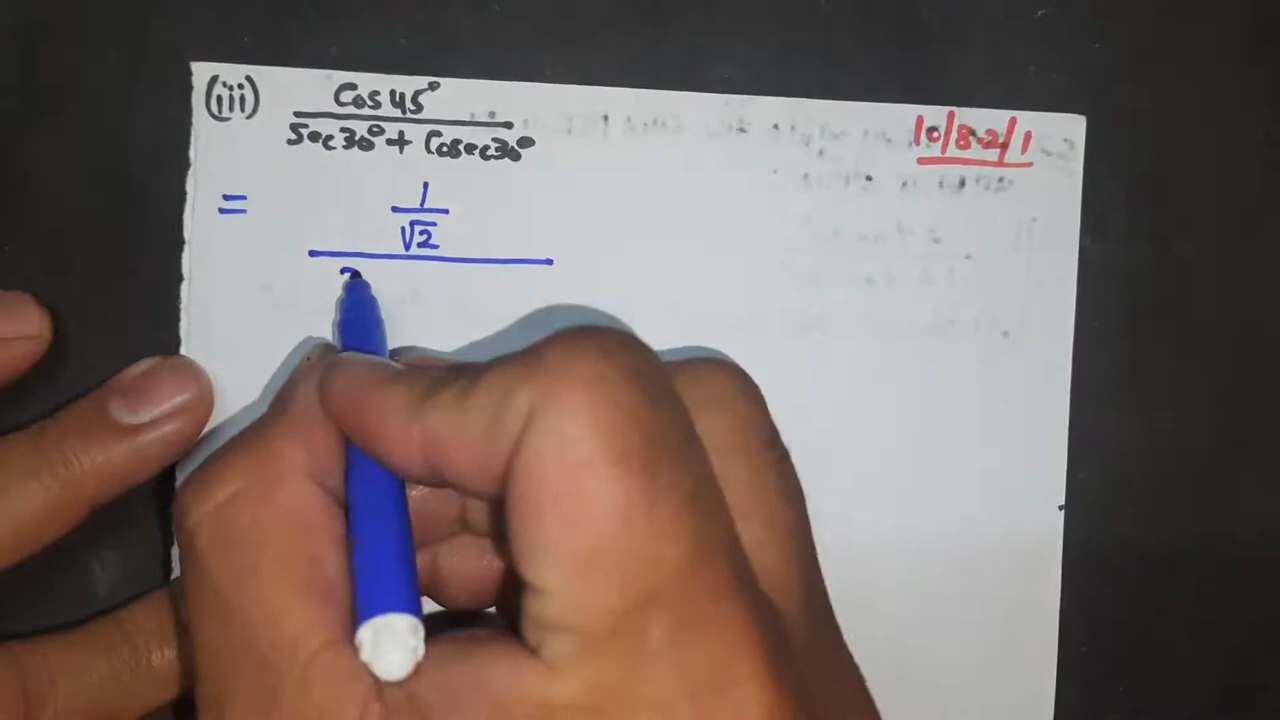 (iii) Cos 45°
Sec 30° + Cosec 30°
10/8.2/1
= 1
√2